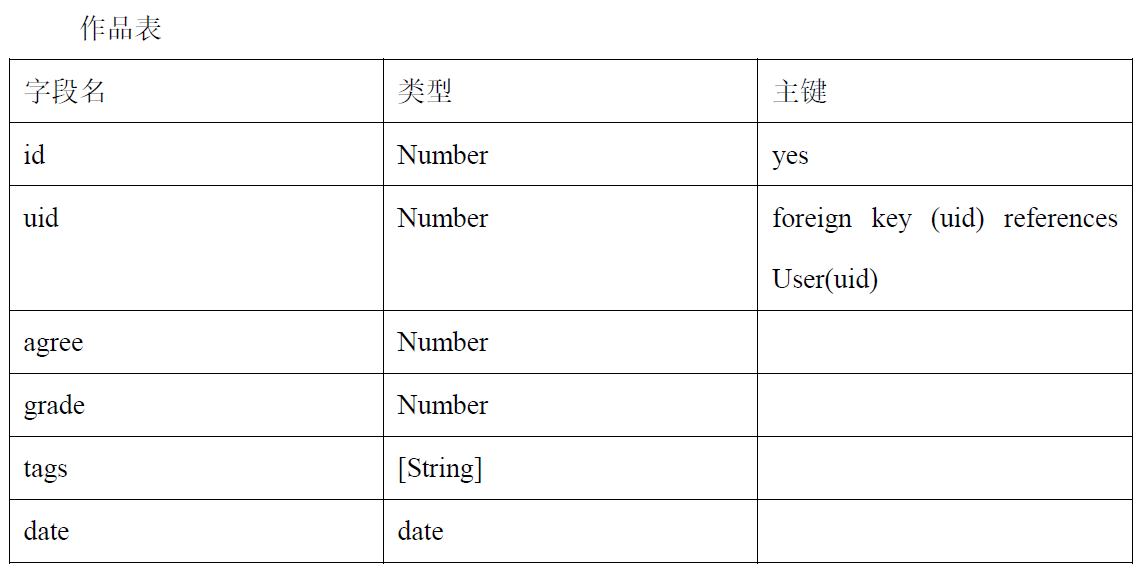 作品表
字段名 类型 主键
id Number yes
uid Number foreign key (uid) references
User(uid)
agree Number
grade Number
tags [String]
date date